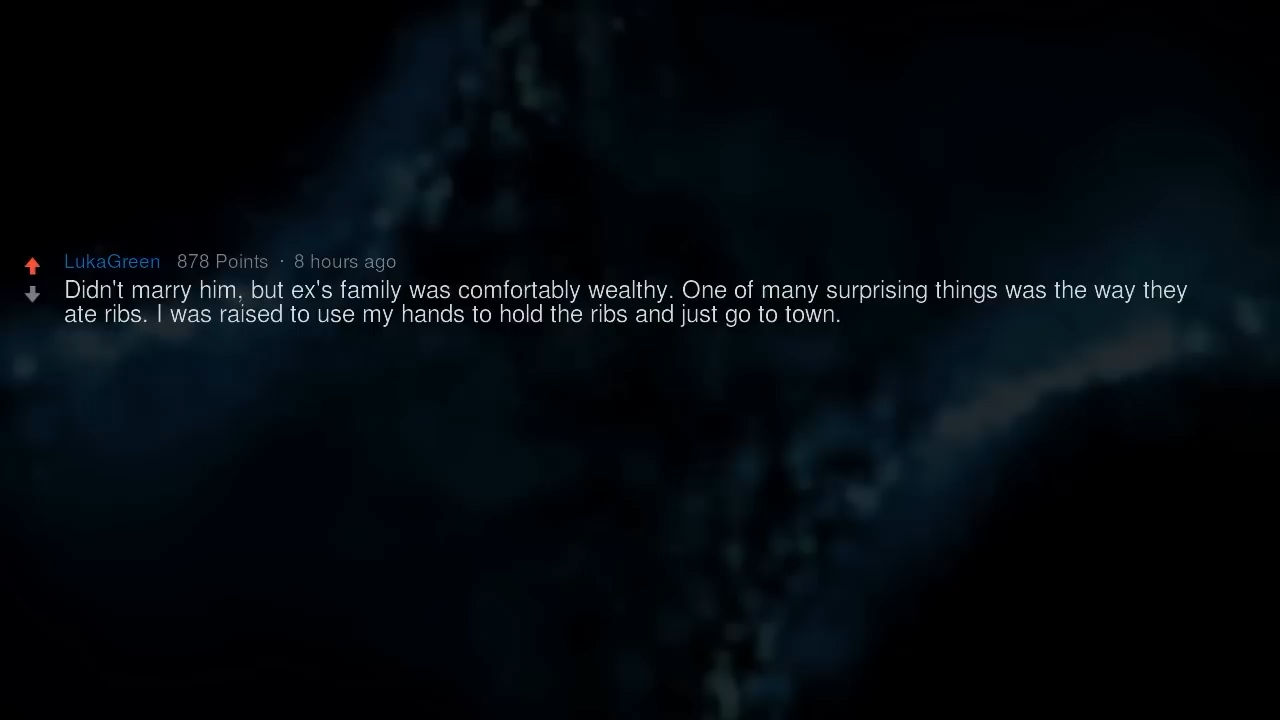 LukaGreen 878 Points · 8 hours ago
Didn't marry him, but ex's family was comfortably wealthy. One of many surprising things was the way they
ate ribs. I was raised to use my hands to hold the ribs and just go to town.